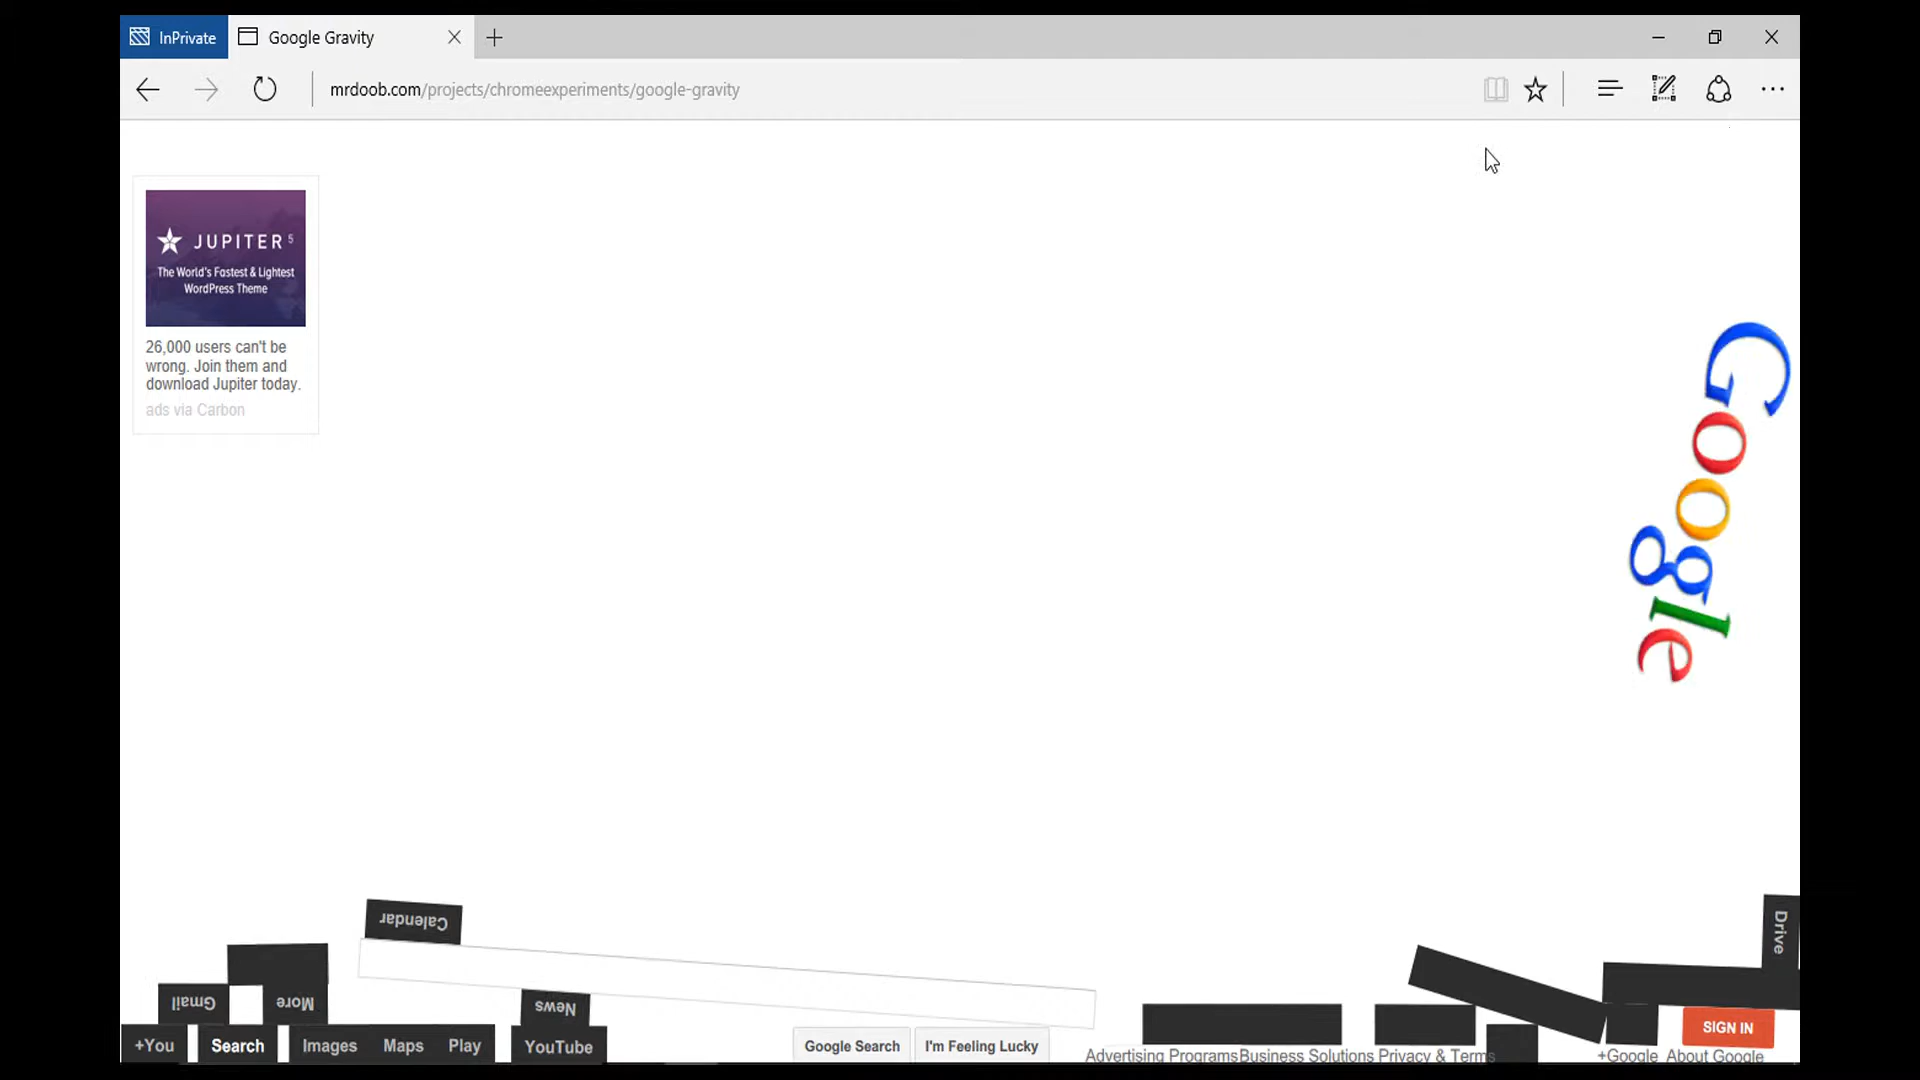 InPrivate
Google Gravity
mrdoob.com/projects/chromeexperiments/google-gravity
JUPITER 5
The World's Fastest & Lightest
WordPress Theme
26,000 users can't be
wrong. Join them and
download Jupiter today.
ads via Carbon
Google
Calendar
Drive
Gmail
More
News
+You
Search
Images
Maps
Play
YouTube
Google Search
I'm Feeling Lucky
Advertising Programs
Business Solutions
Privacy & Terms
+Google
About Google
SIGN IN